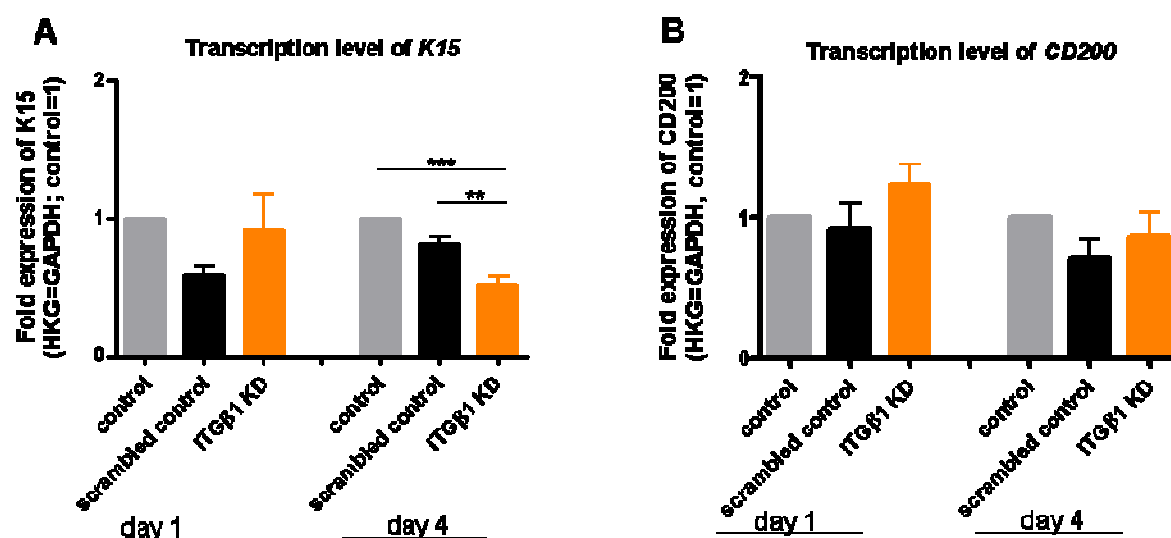 A
Transcription level of K15
Fold expression of K15
(HKG=GAPDH; control=1)
2
1
0
***
**
control
scrambled control
ITGβ1 KD
control
scrambled control
ITGβ1 KD
day 1
day 4
B
Transcription level of CD200
Fold expression of CD200
(HKG=GAPDH, control=1)
2
1
0
control
scrambled control
ITGβ1 KD
control
scrambled control
ITGβ1 KD
day 1
day 4